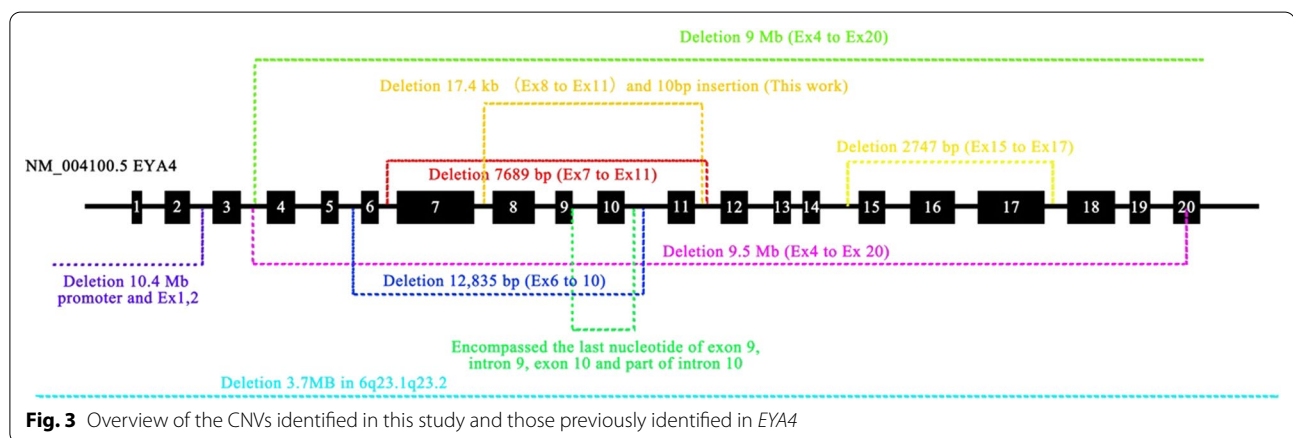 Deletion 9 Mb (Ex4 to Ex20)
Deletion 17.4 kb （Ex8 to Ex11）and 10bp insertion (This work)
NM_004100.5 EYA4
Deletion 2747 bp (Ex15 to Ex17)
Deletion 7689 bp (Ex7 to Ex11)
1 2 3 4 5 6 7 8 9 10 11 12 13 14 15 16 17 18 19 20
Deletion 9.5 Mb (Ex4 to Ex 20)
Deletion 10.4 Mb
promoter and Ex1,2
Deletion 12,835 bp (Ex6 to 10)
Encompassed the last nucleotide of exon 9,
intron 9, exon 10 and part of intron 10
Deletion 3.7MB in 6q23.1q23.2
Fig. 3 Overview of the CNVs identified in this study and those previously identified in EYA4